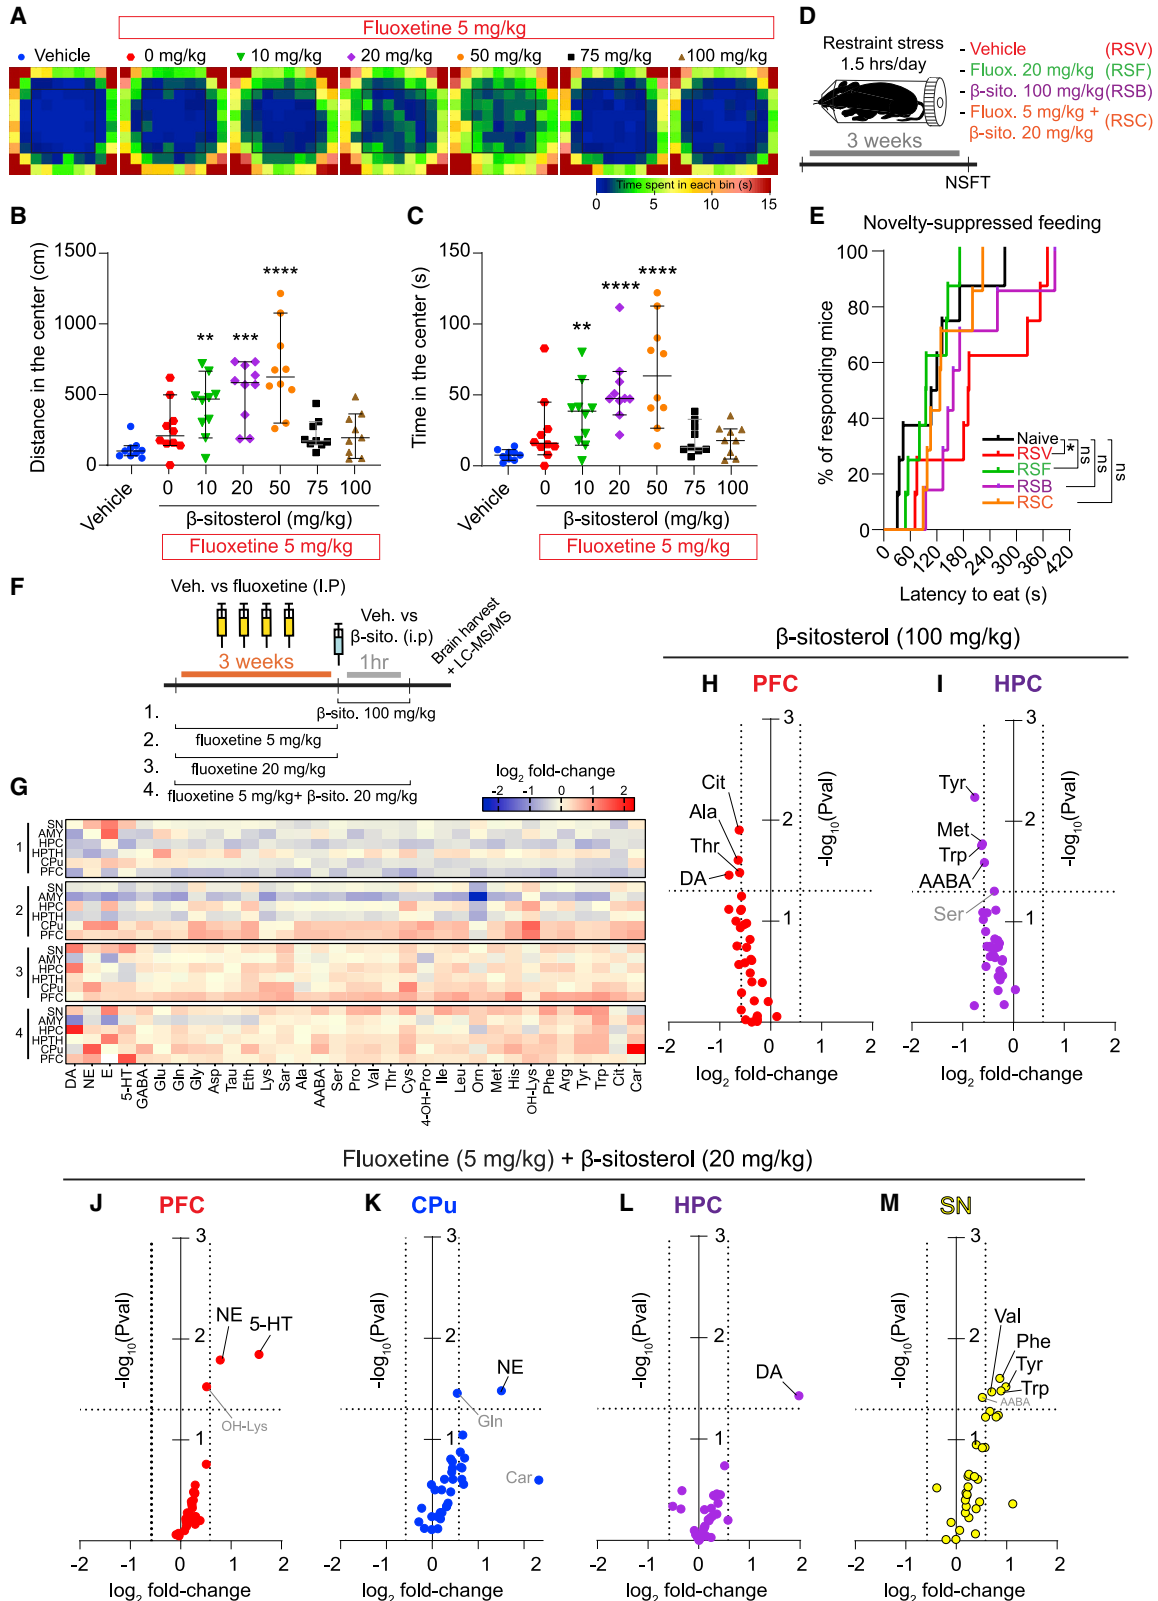 A
Fluoxetine 5 mg/kg
Vehicle 0 mg/kg 10 mg/kg 20 mg/kg 50 mg/kg 75 mg/kg 100 mg/kg
Time spent in each bin (s)
0 5 10 15
B
Distance in the center (cm)
1500
1000
500
0
** *** ****
Vehicle 0 10 20 50 75 100
β-sitosterol (mg/kg)
Fluoxetine 5 mg/kg
C
Time in the center (s)
150
100
50
0
** **** ****
Vehicle 0 10 20 50 75 100
β-sitosterol (mg/kg)
Fluoxetine 5 mg/kg
D
Restraint stress
1.5 hrs/day
3 weeks
NSFT
- Vehicle (RSV)
- Fluox. 20 mg/kg (RSF)
- β-sito. 100 mg/kg (RSB)
- Fluox. 5 mg/kg +
β-sito. 20 mg/kg (RSC)
E
Novelty-suppressed feeding
% of responding mice
100
80
60
40
20
0
Naive
RSV
RSF
RSB
RSC
* ns ns ns
0 60 120 180 240 300 360 420
Latency to eat (s)
F
Veh. vs fluoxetine (I.P)
Veh. vs
β-sito. (i.p)
Brain harvest
+ LC-MS/MS
3 weeks
1hr
1. β-sito. 100 mg/kg
2. fluoxetine 5 mg/kg
3. fluoxetine 20 mg/kg
4. fluoxetine 5 mg/kg+ β-sito. 20 mg/kg
G
log2 fold-change
-2 -1 0 1 2
1
SN
AMY
HPC
HPTH
CPu
PFC
2
SN
AMY
HPC
HPTH
CPu
PFC
3
SN
AMY
HPC
HPTH
CPu
PFC
4
SN
AMY
HPC
HPTH
CPu
PFC
DA NE E 5-HT GABA Glu Gln Gly Asp Tau Eth Lys Sar Ala AABA Ser Pro Val Thr Cys 4-OH-Pro Ile Leu Orn Met His OH-Lys Phe Arg Tyr Trp Cit Car
β-sitosterol (100 mg/kg)
H
PFC
3
2
1
-log10(Pval)
Cit
Ala
Thr
DA
-2 -1 0 1 2
log2 fold-change
I
HPC
3
2
1
-log10(Pval)
Tyr
Met
Trp
AABA
Ser
-2 -1 0 1 2
log2 fold-change
Fluoxetine (5 mg/kg) + β-sitosterol (20 mg/kg)
J
PFC
3
2
1
-log10(Pval)
NE
5-HT
OH-Lys
-2 -1 0 1 2
log2 fold-change
K
CPu
3
2
1
-log10(Pval)
NE
Gln
Car
-2 -1 0 1 2
log2 fold-change
L
HPC
3
2
1
-log10(Pval)
DA
-2 -1 0 1 2
log2 fold-change
M
SN
3
2
1
-log10(Pval)
Val
Phe
Tyr
Trp
AABA
-2 -1 0 1 2
log2 fold-change